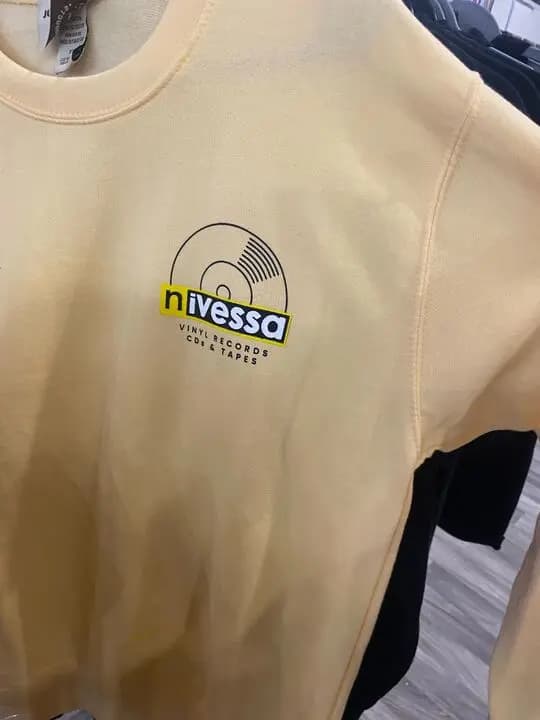 nivessa
VINYL RECORDS
CDs & TAPES